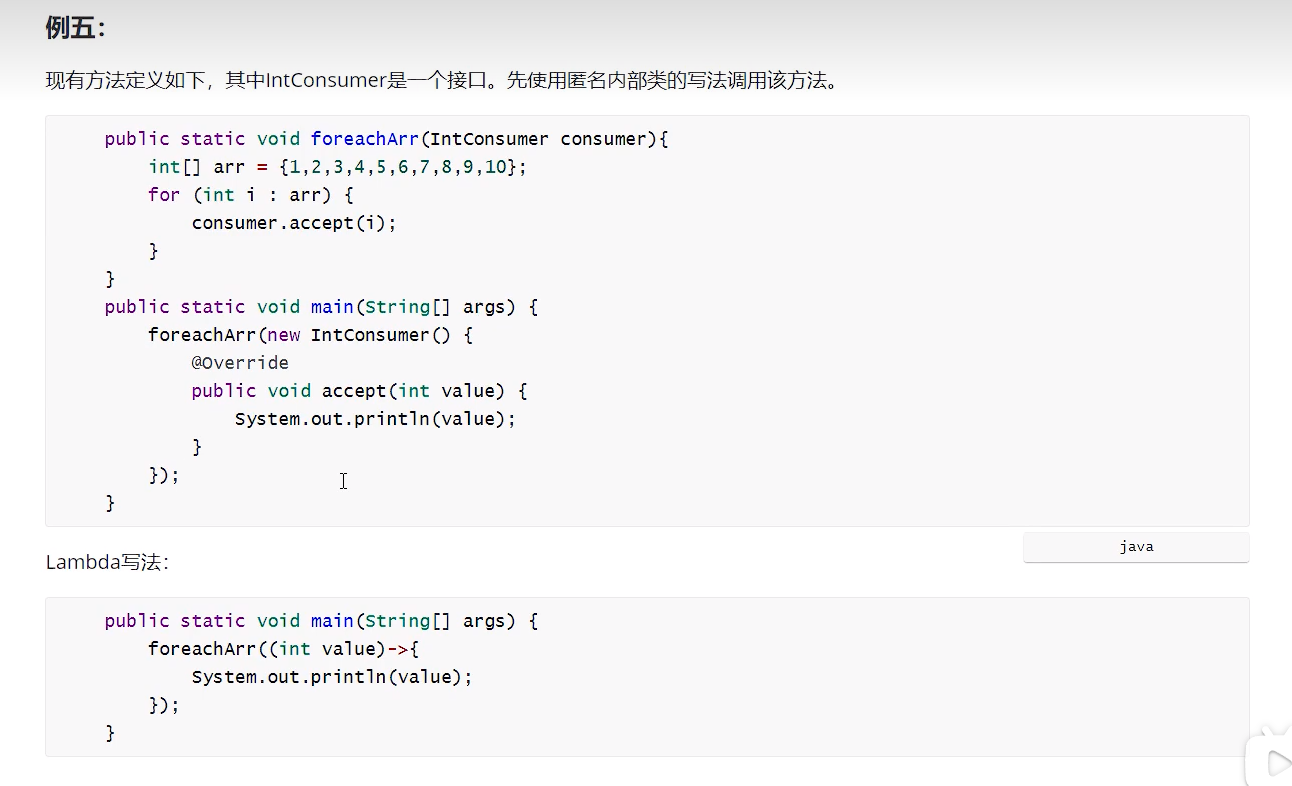 例五：
现有方法定义如下，其中IntConsumer是一个接口。先使用匿名内部类的写法调用该方法。
public static void foreachArr(IntConsumer consumer){
int[] arr = {1,2,3,4,5,6,7,8,9,10};
for (int i : arr) {
consumer.accept(i);
}
}
public static void main(String[] args) {
foreachArr(new IntConsumer() {
@Override
public void accept(int value) {
System.out.println(value);
}
});
}
java
Lambda写法：
public static void main(String[] args) {
foreachArr((int value)->{
System.out.println(value);
});
}